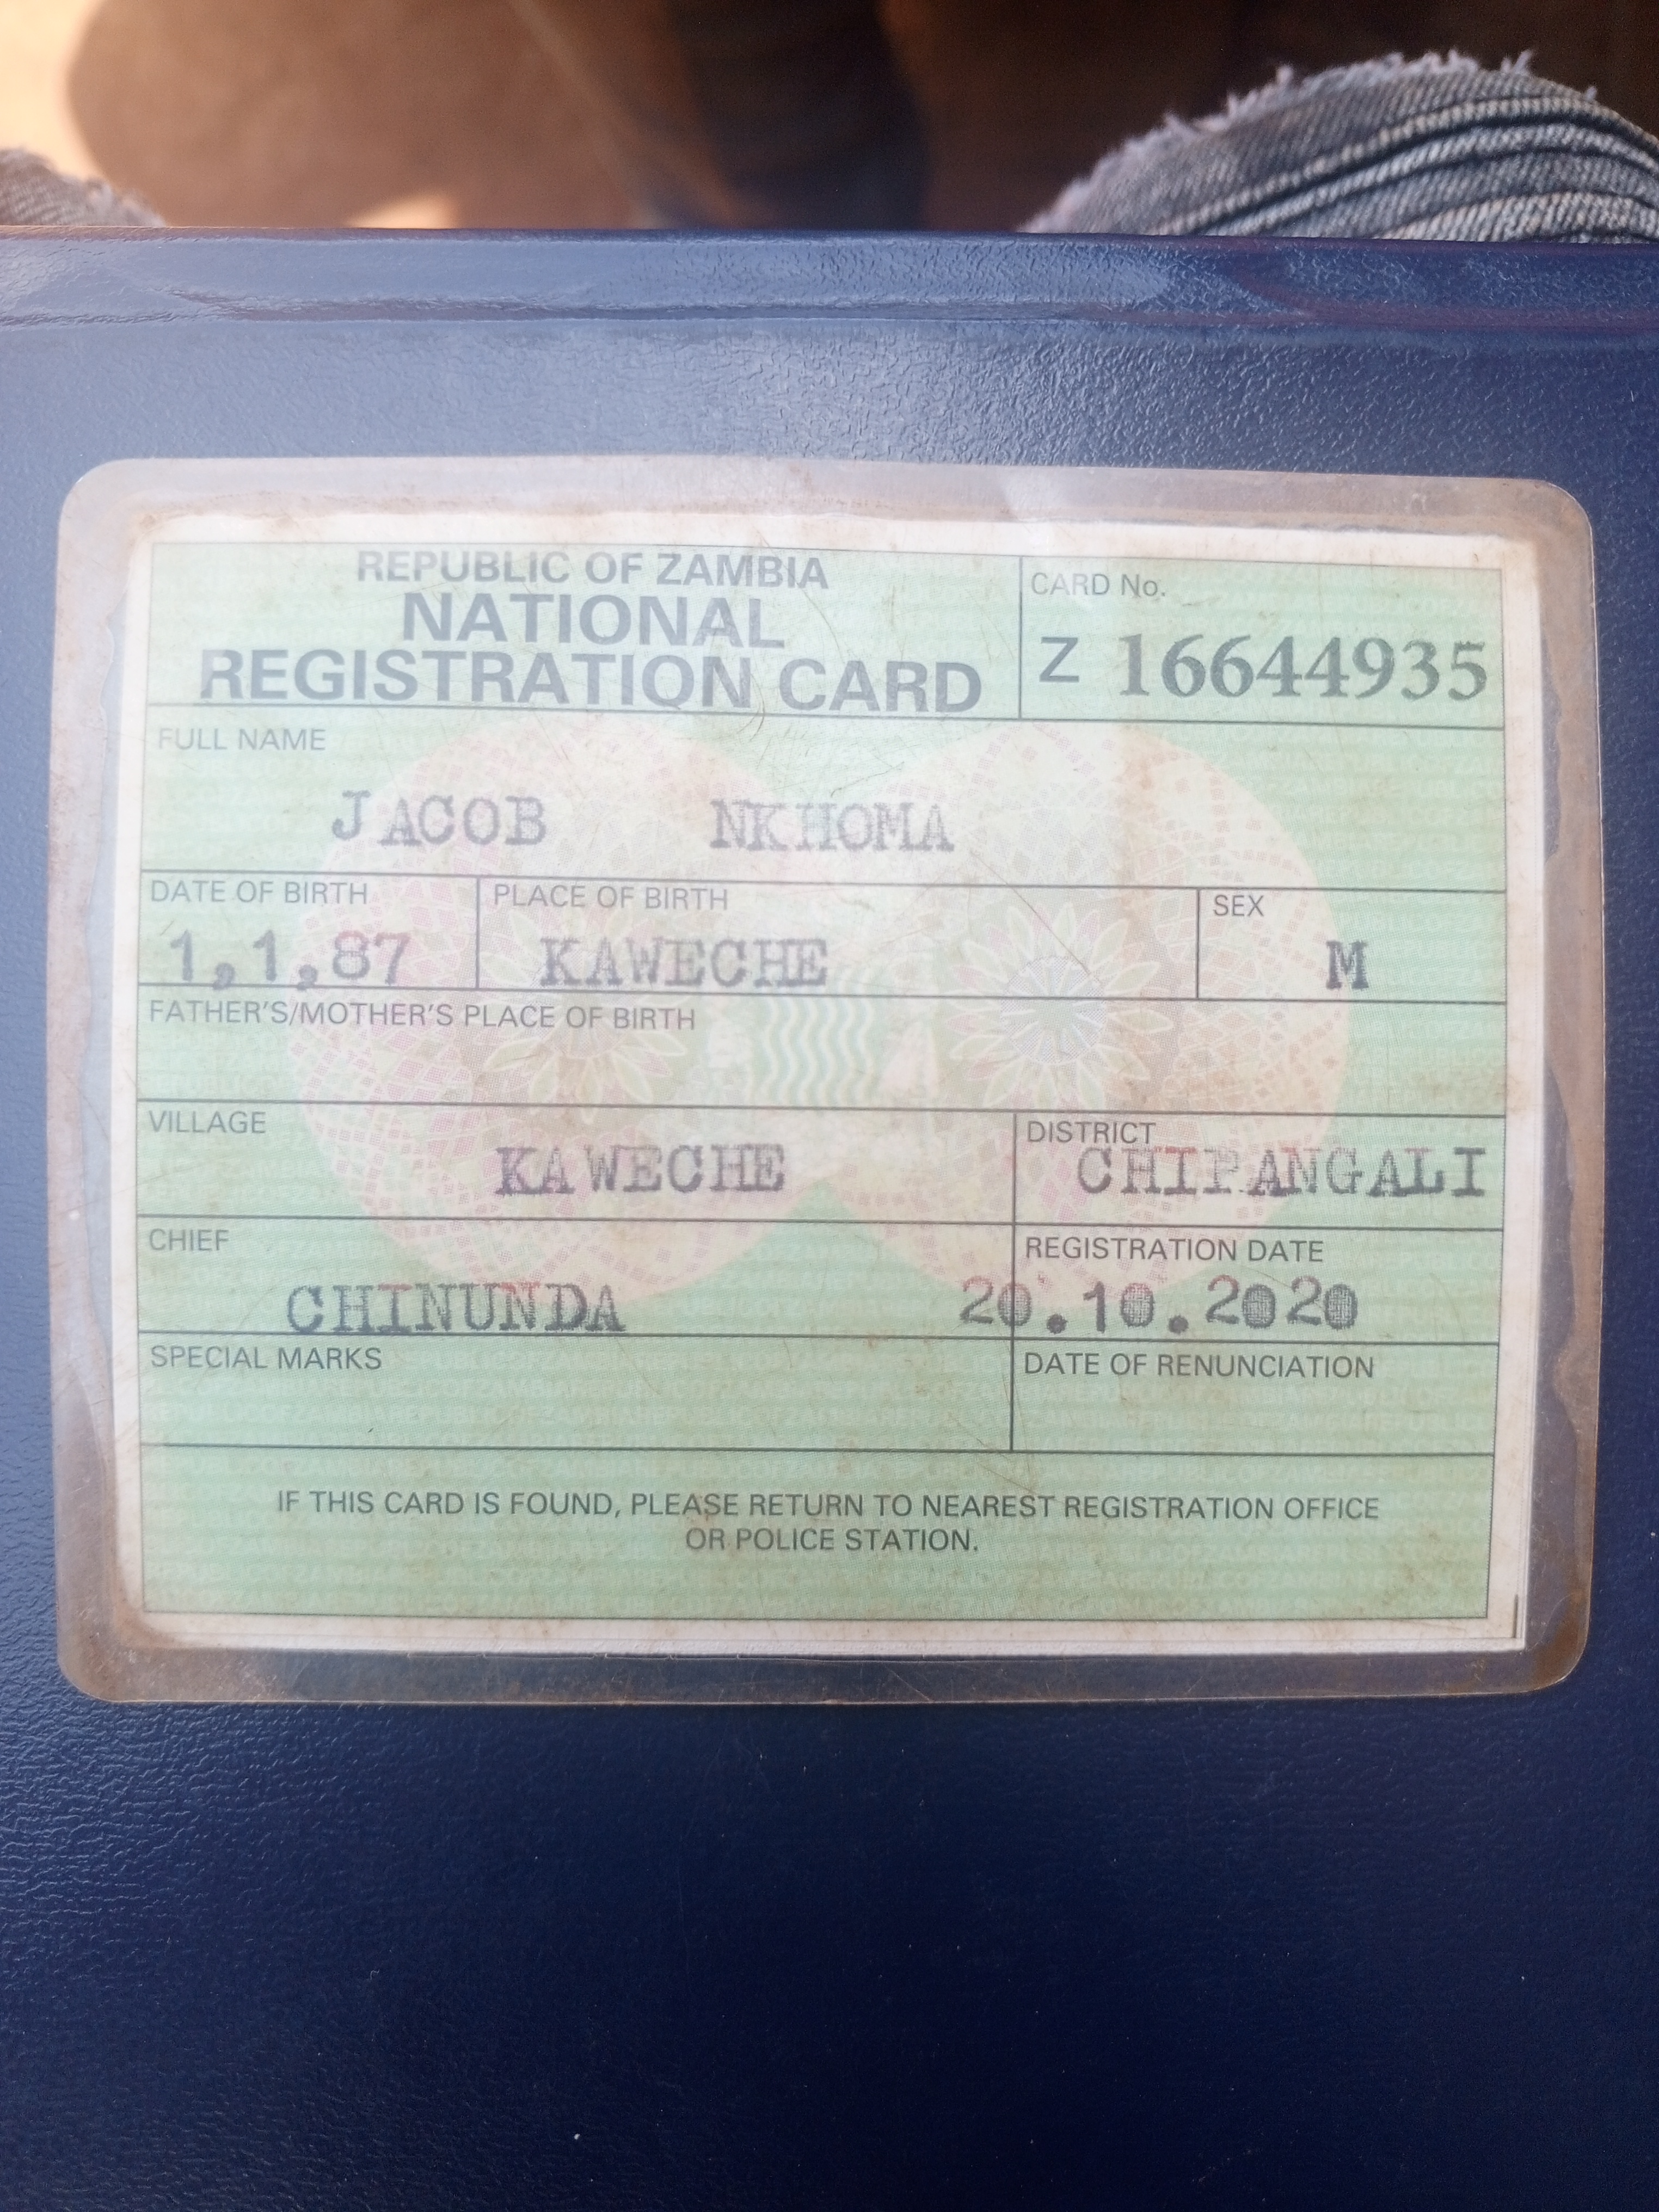 REPUBLIC OF ZAMBIA
NATIONAL
REGISTRATION CARD
CARD No.
Z 16644935
FULL NAME
JACOB NKHOMA
DATE OF BIRTH
1,1,87
PLACE OF BIRTH
KAWECHE
SEX
M
FATHER'S/MOTHER'S PLACE OF BIRTH
VILLAGE
KAWECHE
DISTRICT
CHIPANGALI
CHIEF
CHINUNDA
REGISTRATION DATE
20.10.2020
SPECIAL MARKS
DATE OF RENUNCIATION
IF THIS CARD IS FOUND, PLEASE RETURN TO NEAREST REGISTRATION OFFICE
OR POLICE STATION.